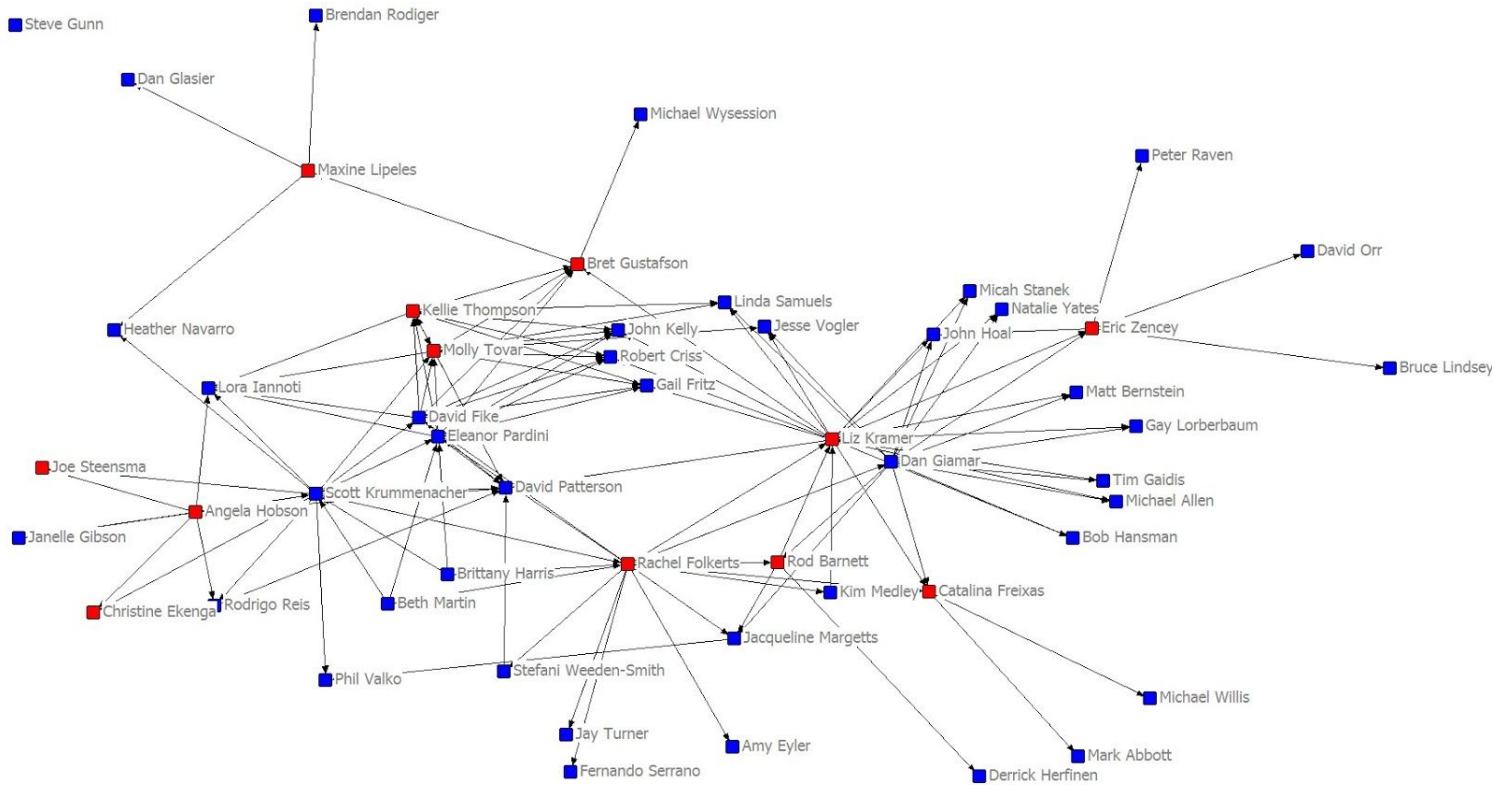 Steve Gunn
Brendan Rodiger
Dan Glasier
Michael Wysession
Peter Raven
Maxine Lipeles
David Orr
Bret Gustafson
Micah Stanek
Linda Samuels
Natalie Yates
Kellie Thompson
Heather Navarro
John Kelly
Jesse Vogler
John Hoal
Eric Zencey
Molly Tovar
Robert Criss
Bruce Lindsey
Lora Iannoti
Gail Fritz
Matt Bernstein
David Fike
Gay Lorberbaum
Eleanor Pardini
Liz Kramer
Dan Giamar
Joe Steensma
Tim Gaidis
Scott Krummenacher
David Patterson
Michael Allen
Angela Hobson
Janelle Gibson
Bob Hansman
Rachel Folkerts
Rod Barnett
Brittany Harris
Kim Medley
Catalina Freixas
Christine Ekenga
Rodrigo Reis
Beth Martin
Jacqueline Margetts
Phil Valko
Stefani Weeden-Smith
Michael Willis
Jay Turner
Amy Eyler
Mark Abbott
Fernando Serrano
Derrick Herfinen